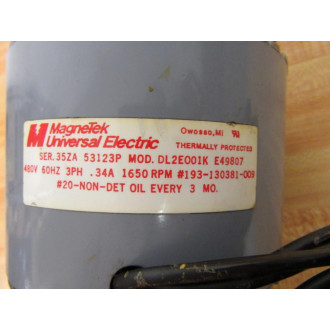 MagneTek
Universal Electric
Owosso, MI
THERMALLY PROTECTED
SER. 35ZA 53123P MOD. DL2E001K E49807
480V 60HZ 3PH .34A 1650 RPM #193-130381-009
#20-NON-DET OIL EVERY 3 MO.